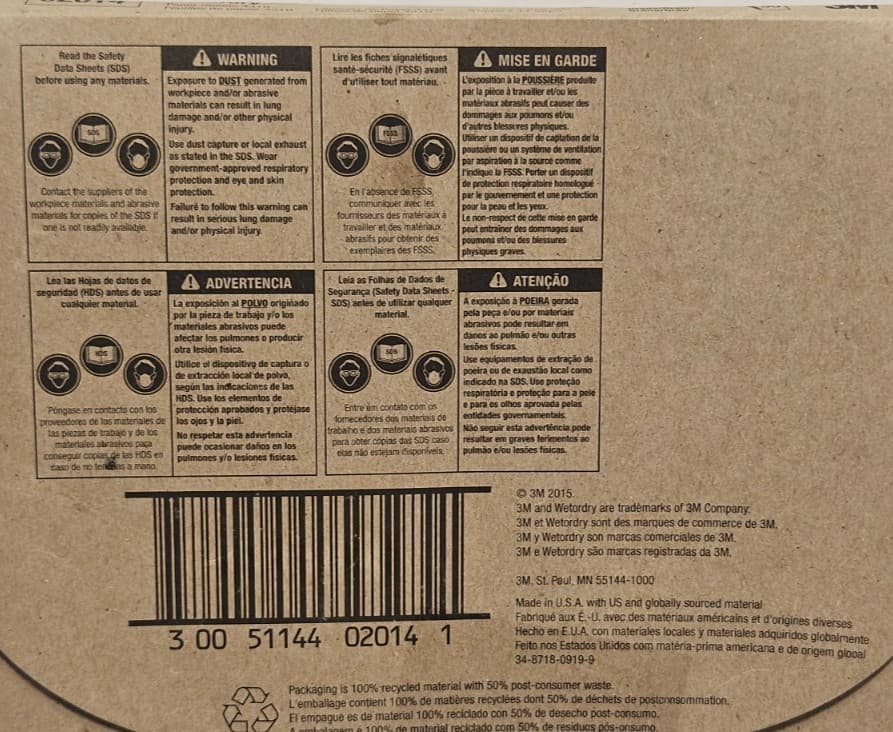 3M
Read the Safety
Data Sheets (SDS)
before using any materials.
SDS
Contact the suppliers of the
workpiece materials and abrasive
materials for copies of the SDS if
one is not readily available.
WARNING
Exposure to DUST generated from
workpiece and/or abrasive
materials can result in lung
damage and/or other physical
injury.
Use dust capture or local exhaust
as stated in the SDS. Wear
government-approved respiratory
protection and eye and skin
protection.
Failure to follow this warning can
result in serious lung damage
and/or physical injury.
Lire les fiches signalétiques
santé-sécurité (FSSS) avant
d'utiliser tout matériau.
FSSS
En l'absence de FSSS,
communiquer avec les
fournisseurs des matériaux à
travailler et des matériaux
abrasifs pour obtenir des
exemplaires des FSSS.
MISE EN GARDE
L'exposition à la POUSSIÈRE produite
par la pièce à travailler et/ou les
matériaux abrasifs peut causer des
dommages aux poumons et/ou
d'autres blessures physiques.
Utiliser un dispositif de captation de la
poussière ou un système de ventilation
par aspiration à la source comme
l'indique la FSSS. Porter un dispositif
de protection respiratoire homologué
par le gouvernement et une protection
pour la peau et les yeux.
Le non-respect de cette mise en garde
peut entraîner des dommages aux
poumons et/ou des blessures
physiques graves.
Lea las Hojas de datos de
seguridad (HDS) antes de usar
cualquier material.
HDS
Póngase en contacto con los
proveedores de los materiales de
las piezas de trabajo y de los
materiales abrasivos para
conseguir copias de las HDS en
caso de no tenerlas a mano.
ADVERTENCIA
La exposición al POLVO originado
por la pieza de trabajo y/o los
materiales abrasivos puede
afectar los pulmones o producir
otra lesión física.
Utilice el dispositivo de captura o
de extracción local de polvo,
según las indicaciones de las
HDS. Use los elementos de
protección aprobados y protéjase
los ojos y la piel.
No respetar esta advertencia
puede ocasionar daños en los
pulmones y/o lesiones físicas.
Leia as Folhas de Dados de
Segurança (Safety Data Sheets -
SDS) antes de utilizar qualquer
material.
SDS
Entre em contato com os
fornecedores dos materiais de
trabalho e dos materiais abrasivos
para obter cópias das SDS caso
elas não estejam disponíveis.
ATENÇÃO
A exposição à POEIRA gerada
pela peça e/ou por materiais
abrasivos pode resultar em
danos ao pulmão e/ou outras
lesões físicas.
Use equipamentos de extração de
poeira ou de exaustão local como
indicado na SDS. Use proteção
respiratória e proteção para a pele
e para os olhos aprovada pelas
entidades governamentais.
Não seguir esta advertência pode
resultar em graves ferimentos ao
pulmão e/ou lesões físicas.
3 00 51144 02014 1
© 3M 2015.
3M and Wetordry are trademarks of 3M Company.
3M et Wetordry sont des marques de commerce de 3M.
3M y Wetordry son marcas comerciales de 3M.
3M e Wetordry são marcas registradas da 3M.
3M, St. Paul, MN 55144-1000
Made in U.S.A. with US and globally sourced material
Fabriqué aux É.-U. avec des matériaux américains et d'origines diverses
Hecho en E.U.A. con materiales locales y materiales adquiridos globalmente
Feito nos Estados Unidos com matéria-prima americana e de origem global
34-8718-0919-9
Packaging is 100% recycled material with 50% post-consumer waste.
L'emballage contient 100% de matières recyclées dont 50% de déchets de postconsommation.
El empaque es de material 100% reciclado con 50% de desecho post-consumo.
A embalagem é 100% de material reciclado com 50% de resíduos pós-onsumo